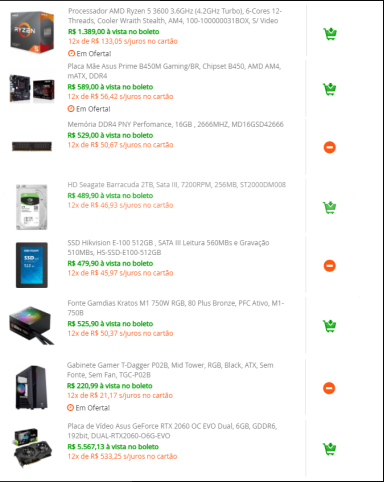 Processador AMD Ryzen 5 3600 3.6GHz (4.2GHz Turbo), 6-Cores 12-
Threads, Cooler Wraith Stealth, AM4, 100-100000031BOX, S/ Video
R$ 1.389,00 à vista no boleto
12x de R$ 133,05 s/juros no cartão
Em Oferta!
Placa Mãe Asus Prime B450M Gaming/BR, Chipset B450, AMD AM4,
mATX, DDR4
R$ 589,00 à vista no boleto
12x de R$ 56,42 s/juros no cartão
Em Oferta!
Memória DDR4 PNY Perfomance, 16GB , 2666MHZ, MD16GSD42666
R$ 529,00 à vista no boleto
12x de R$ 50,67 s/juros no cartão
HD Seagate Barracuda 2TB, Sata III, 7200RPM, 256MB, ST2000DM008
R$ 489,90 à vista no boleto
12x de R$ 46,93 s/juros no cartão
SSD Hikvision E-100 512GB , SATA III Leitura 560MBs e Gravação
510MBs, HS-SSD-E100-512GB
R$ 479,90 à vista no boleto
12x de R$ 45,97 s/juros no cartão
Fonte Gamdias Kratos M1 750W RGB, 80 Plus Bronze, PFC Ativo, M1-
750B
R$ 525,90 à vista no boleto
12x de R$ 50,37 s/juros no cartão
Gabinete Gamer T-Dagger P02B, Mid Tower, RGB, Black, ATX, Sem
Fonte, Sem Fan, TGC-P02B
R$ 220,99 à vista no boleto
12x de R$ 21,17 s/juros no cartão
Em Oferta!
Placa de Vídeo Asus GeForce RTX 2060 OC EVO Dual, 6GB, GDDR6,
192bit, DUAL-RTX2060-O6G-EVO
R$ 5.567,13 à vista no boleto
12x de R$ 533,25 s/juros no cartão
RYZEN
SSD